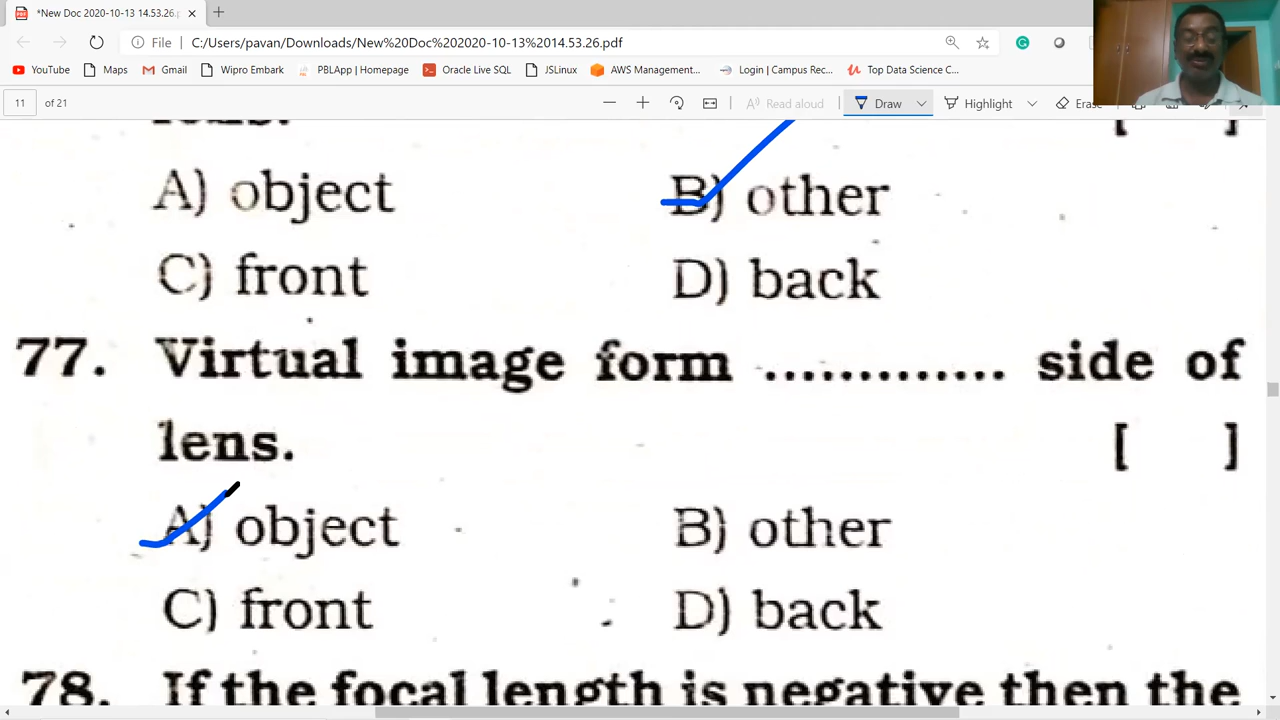 *New Doc 2020-10-13 14.53.26.p
File C:/Users/pavan/Downloads/New%20Doc%202020-10-13%2014.53.26.pdf
YouTube Maps Gmail Wipro Embark PBLApp | Homepage Oracle Live SQL JSLinux AWS Management... Login | Campus Rec... Top Data Science C...
11 of 21 Read aloud Draw Highlight Erase
lens. [ ]
A) object B) other
C) front D) back
77. Virtual image form ............. side of
lens. [ ]
A) object B) other
C) front D) back
78. If the focal length is negative then the